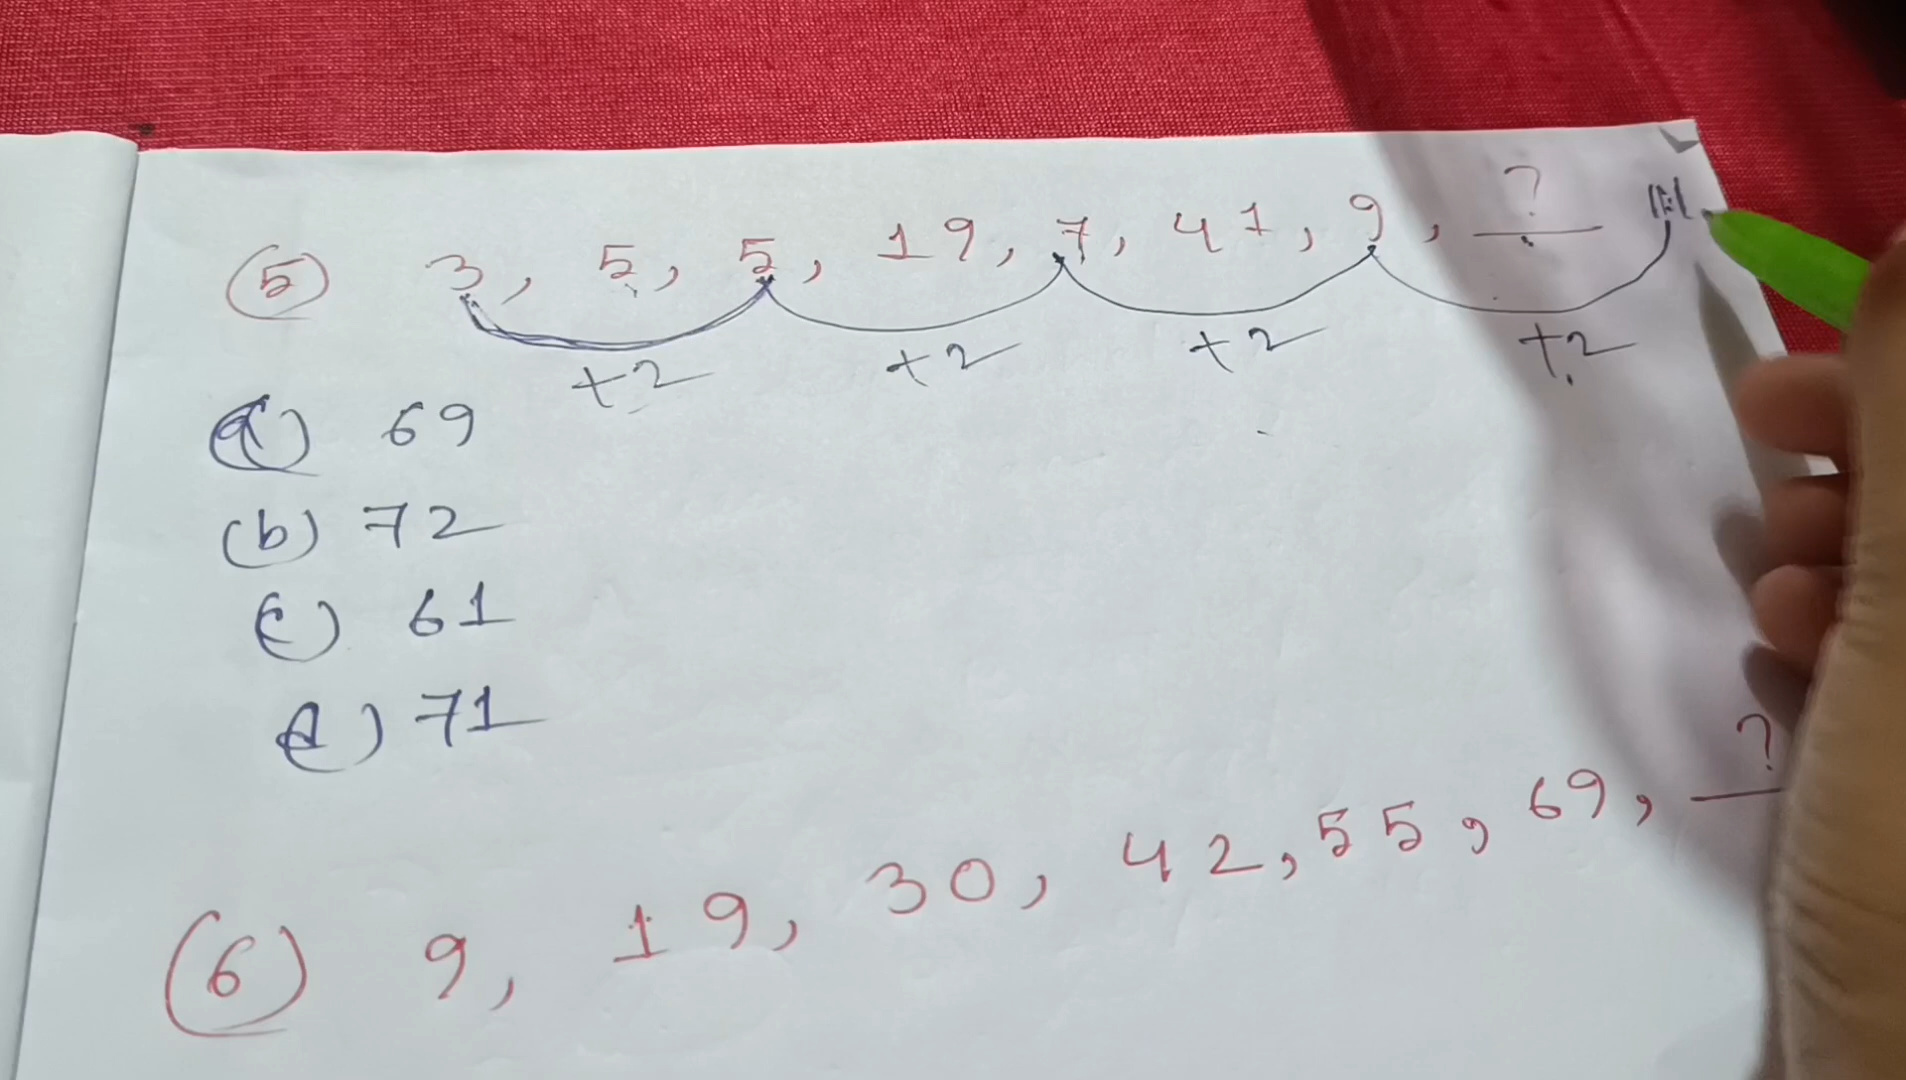 (5) 3, 5, 5, 19, 7, 41, 9, ?
+2 +2 +2 +2
(a) 69
(b) 72
(c) 61
(d) 71
(6) 9, 19, 30, 42, 55, 69, ?